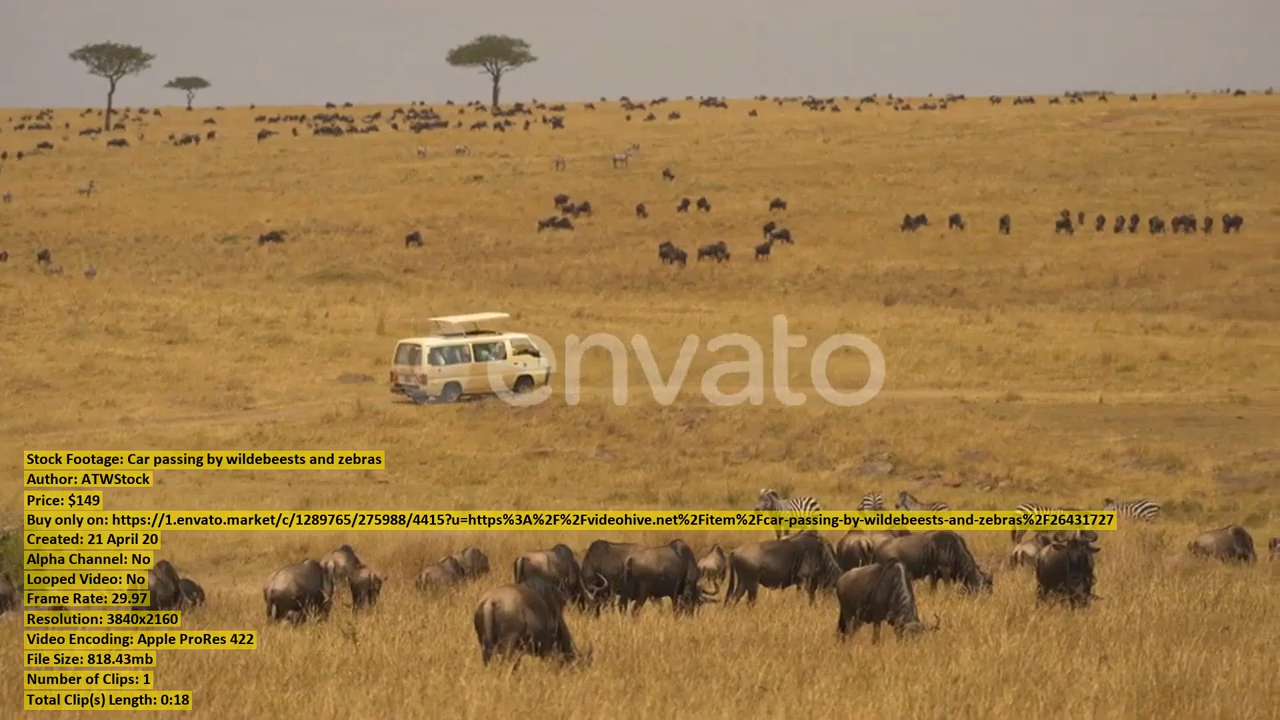 envato
Stock Footage: Car passing by wildebeests and zebras
Author: ATWStock
Price: $149
Buy only on: https://1.envato.market/c/1289765/275988/4415?u=https%3A%2F%2Fvideohive.net%2Fitem%2Fcar-passing-by-wildebeests-and-zebras%2F26431727
Created: 21 April 20
Alpha Channel: No
Looped Video: No
Frame Rate: 29.97
Resolution: 3840x2160
Video Encoding: Apple ProRes 422
File Size: 818.43mb
Number of Clips: 1
Total Clip(s) Length: 0:18